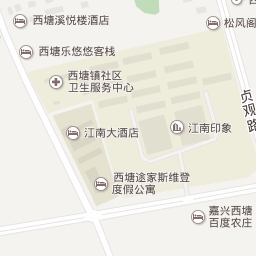 西塘溪悦楼酒店
松风阁
西塘乐悠悠客栈
西塘镇社区
卫生服务中心
贞观路
江南大酒店
江南印象
西塘途家斯维登
度假公寓
嘉兴西塘
百度农庄